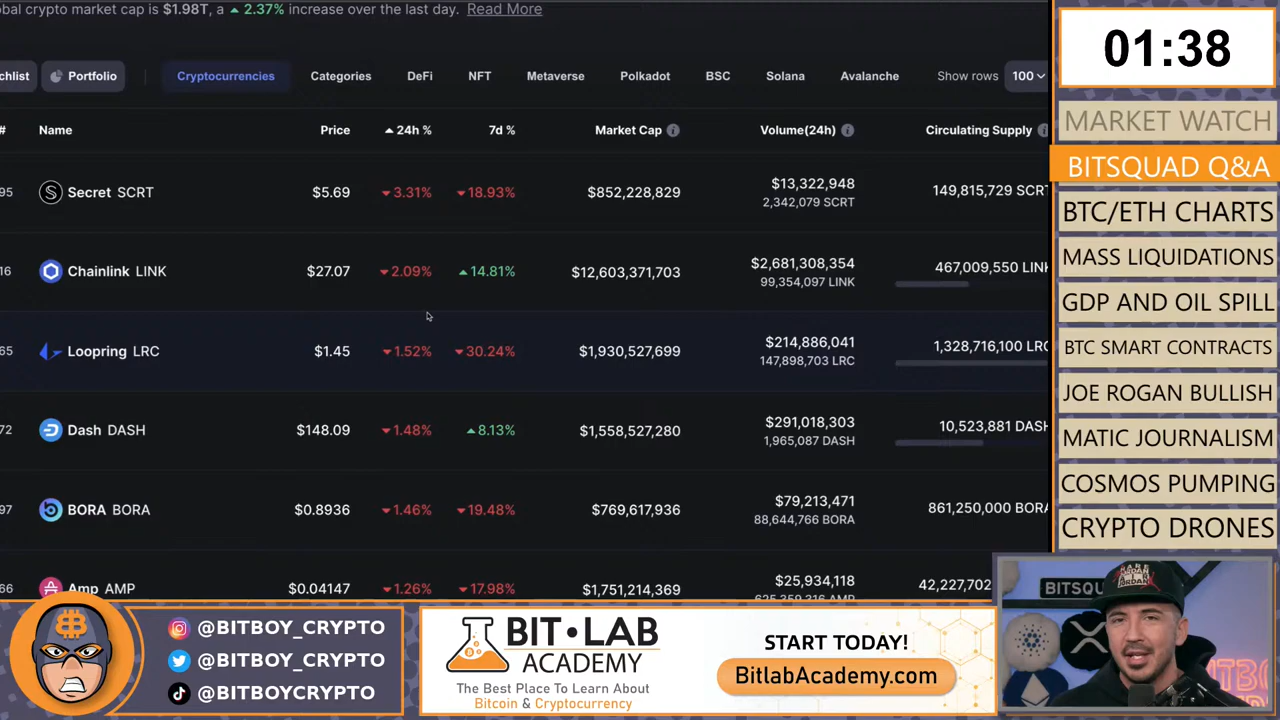 bal crypto market cap is $1.98T, a 2.37% increase over the last day. Read More
chlist Portfolio Cryptocurrencies Categories DeFi NFT Metaverse Polkadot BSC Solana Avalanche Show rows 100
# Name Price 24h % 7d % Market Cap Volume(24h) Circulating Supply
95 Secret SCRT $5.69 3.31% 18.93% $852,228,829 $13,322,948 149,815,729 SCRT
2,342,079 SCRT
16 Chainlink LINK $27.07 2.09% 14.81% $12,603,371,703 $2,681,308,354 467,009,550 LINK
99,354,097 LINK
65 Loopring LRC $1.45 1.52% 30.24% $1,930,527,699 $214,886,041 1,328,716,100 LRC
147,898,703 LRC
72 Dash DASH $148.09 1.48% 8.13% $1,558,527,280 $291,018,303 10,523,881 DASH
1,965,087 DASH
97 BORA BORA $0.8936 1.46% 19.48% $769,617,936 $79,213,471 861,250,000 BORA
88,644,766 BORA
66 Amp AMP $0.04147 1.26% 17.98% $1,751,214,369 $25,934,118 42,227,702
01:38
MARKET WATCH
BITSQUAD Q&A
BTC/ETH CHARTS
MASS LIQUIDATIONS
GDP AND OIL SPILL
BTC SMART CONTRACTS
JOE ROGAN BULLISH
MATIC JOURNALISM
COSMOS PUMPING
CRYPTO DRONES
@BITBOY_CRYPTO
@BITBOY_CRYPTO
@BITBOYCRYPTO
BIT•LAB
ACADEMY
The Best Place To Learn About
Bitcoin & Cryptocurrency
START TODAY!
BitlabAcademy.com
BITSQU